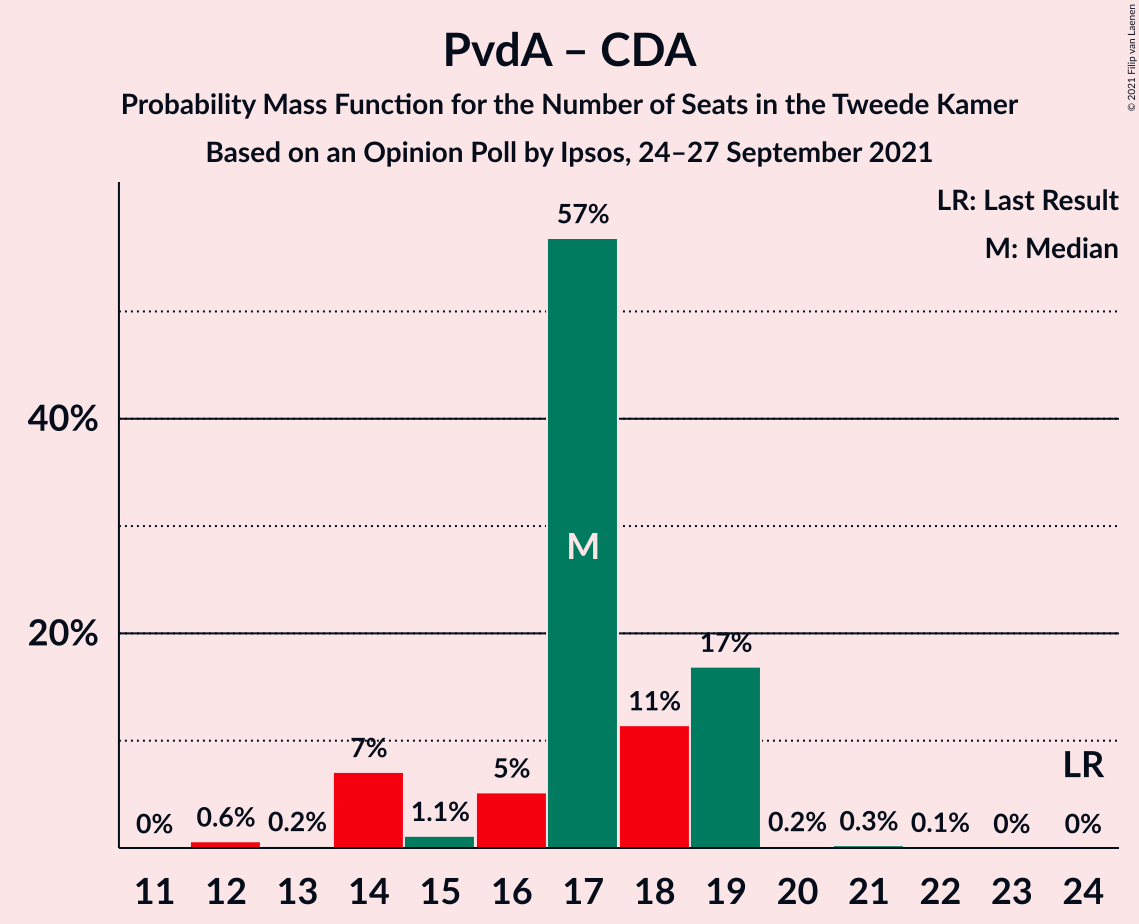 PvdA – CDA
Probability Mass Function for the Number of Seats in the Tweede Kamer
Based on an Opinion Poll by Ipsos, 24–27 September 2021
© 2021 Filip van Laenen
LR: Last Result
M: Median
57%
40%
M
20%
17%
11%
7%
5%
LR
1.1%
0% 0.6% 0.2% 0.2% 0.3% 0.1% 0% 0%
11 12 13 14 15 16 17 18 19 20 21 22 23 24